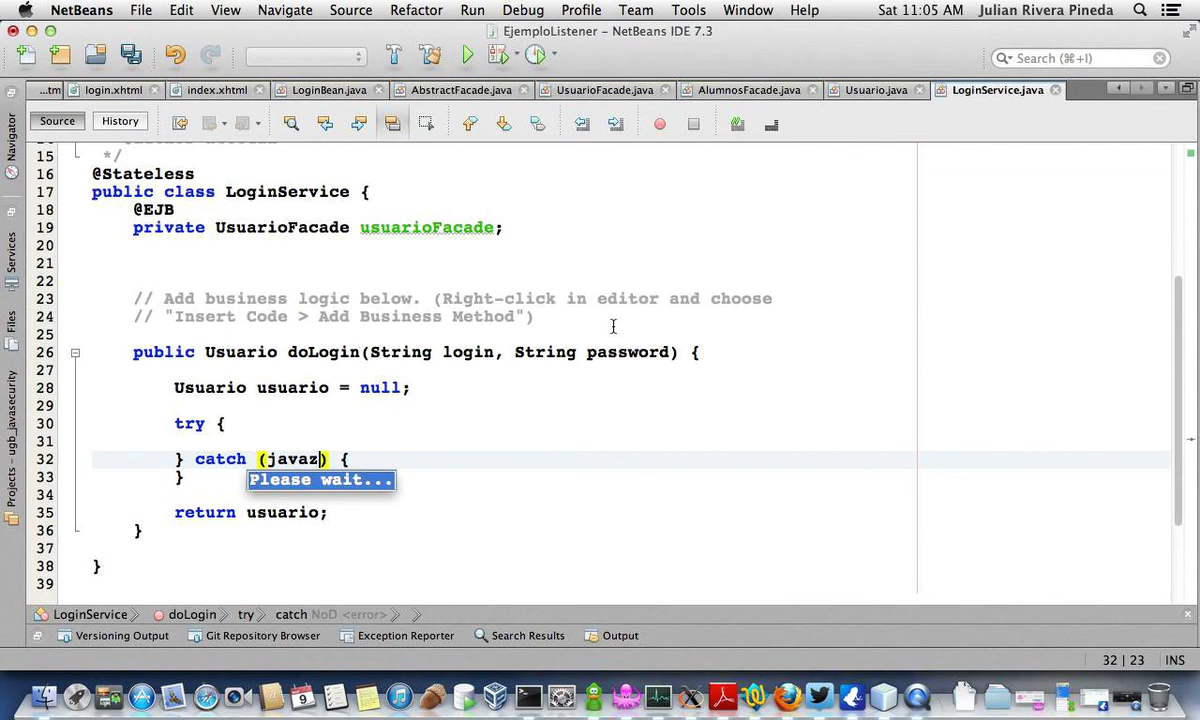 NetBeans File Edit View Navigate Source Refactor Run Debug Profile Team Tools Window Help Sat 11:05 AM Julian Rivera Pineda
EjemploListener - NetBeans IDE 7.3
Search (⌘+I)
...tm login.xhtml index.xhtml LoginBean.java AbstractFacade.java UsuarioFacade.java AlumnosFacade.java Usuario.java LoginService.java
Source History
Navigator
Services
Files
Projects - ugb_javasecurity
15 */
16 @Stateless
17 public class LoginService {
18 @EJB
19 private UsuarioFacade usuarioFacade;
20
21
22
23 // Add business logic below. (Right-click in editor and choose
24 // "Insert Code > Add Business Method")
25
26 public Usuario doLogin(String login, String password) {
27
28 Usuario usuario = null;
29
30 try {
31
32 } catch (javaz) {
33 }
Please wait...
34
35 return usuario;
36 }
37
38 }
39
LoginService doLogin try catch NoD <error>
Versioning Output Git Repository Browser Exception Reporter Search Results Output
32 | 23 INS